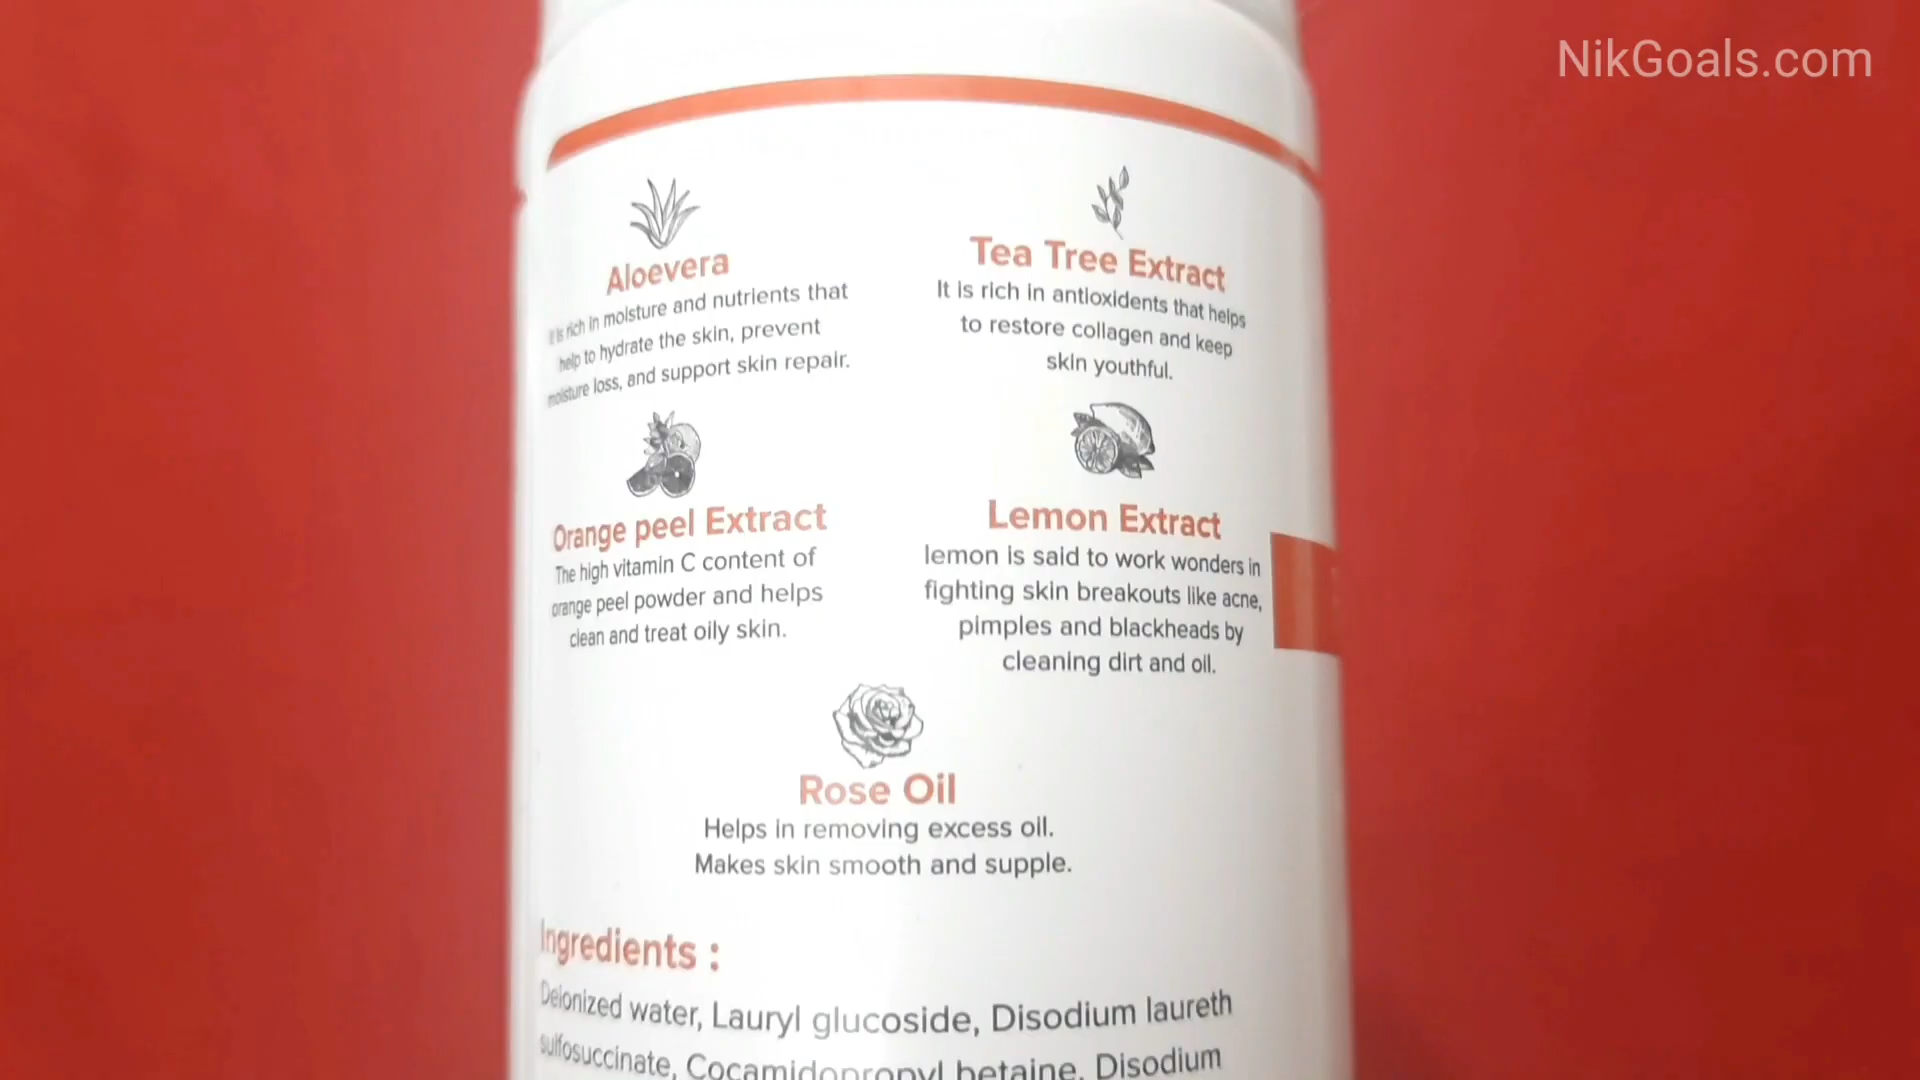 NikGoals.com
Aloevera
It is rich in moisture and nutrients that
help to hydrate the skin, prevent
moisture loss, and support skin repair.
Tea Tree Extract
It is rich in antioxidents that helps
to restore collagen and keep
skin youthful.
Orange peel Extract
The high vitamin C content of
orange peel powder and helps
clean and treat oily skin.
Lemon Extract
lemon is said to work wonders in
fighting skin breakouts like acne,
pimples and blackheads by
cleaning dirt and oil.
Rose Oil
Helps in removing excess oil.
Makes skin smooth and supple.
Ingredients :
Deionized water, Lauryl glucoside, Disodium laureth
sulfosuccinate, Cocamidopropyl betaine, Disodium